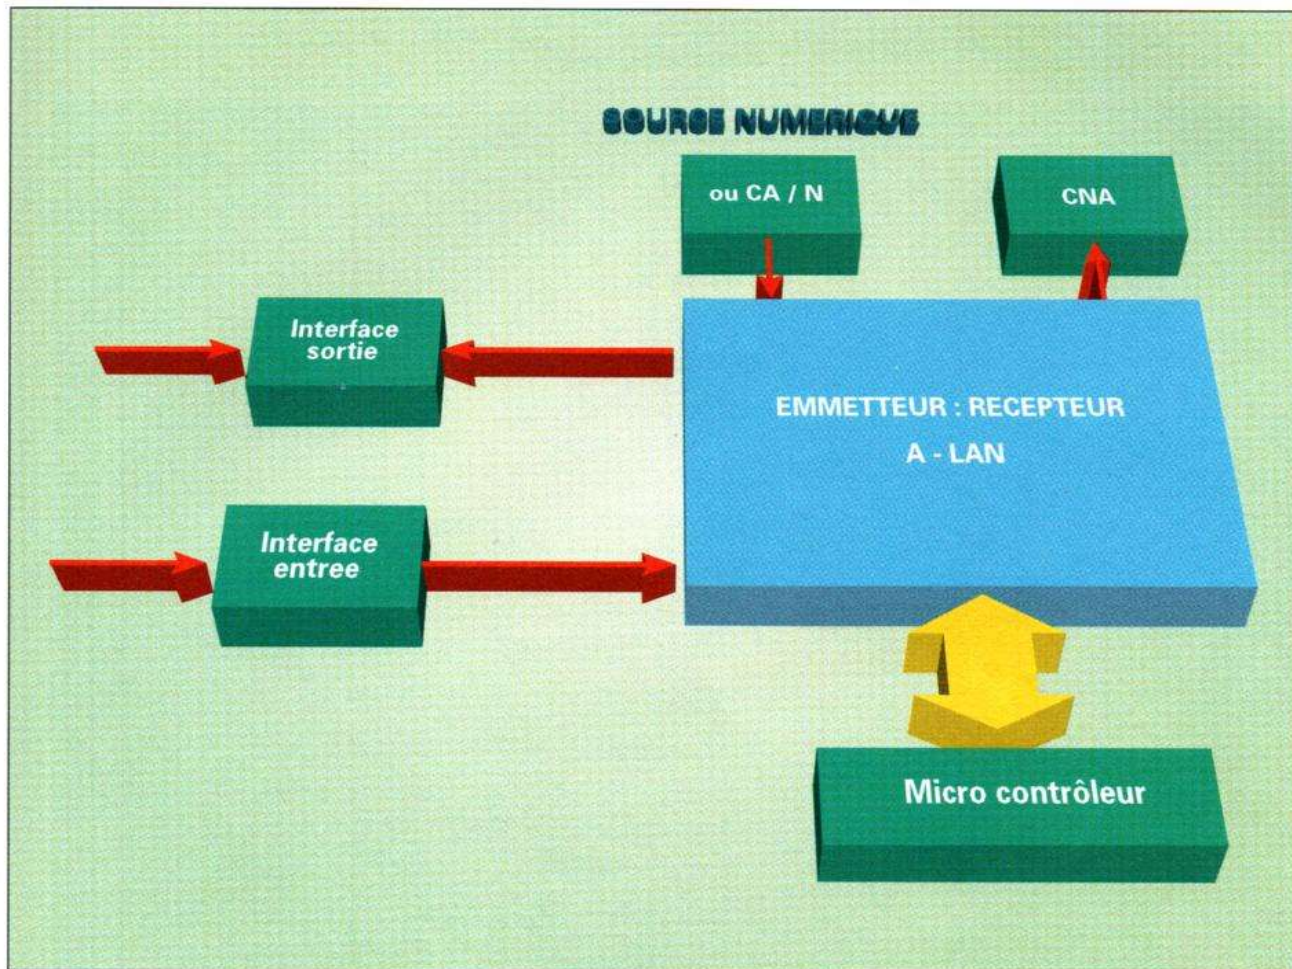 SOURCE NUMERIQUE
ou CA / N
CNA
Interface
sortie
EMMETTEUR : RECEPTEUR
A - LAN
Interface
entree
Micro contrôleur